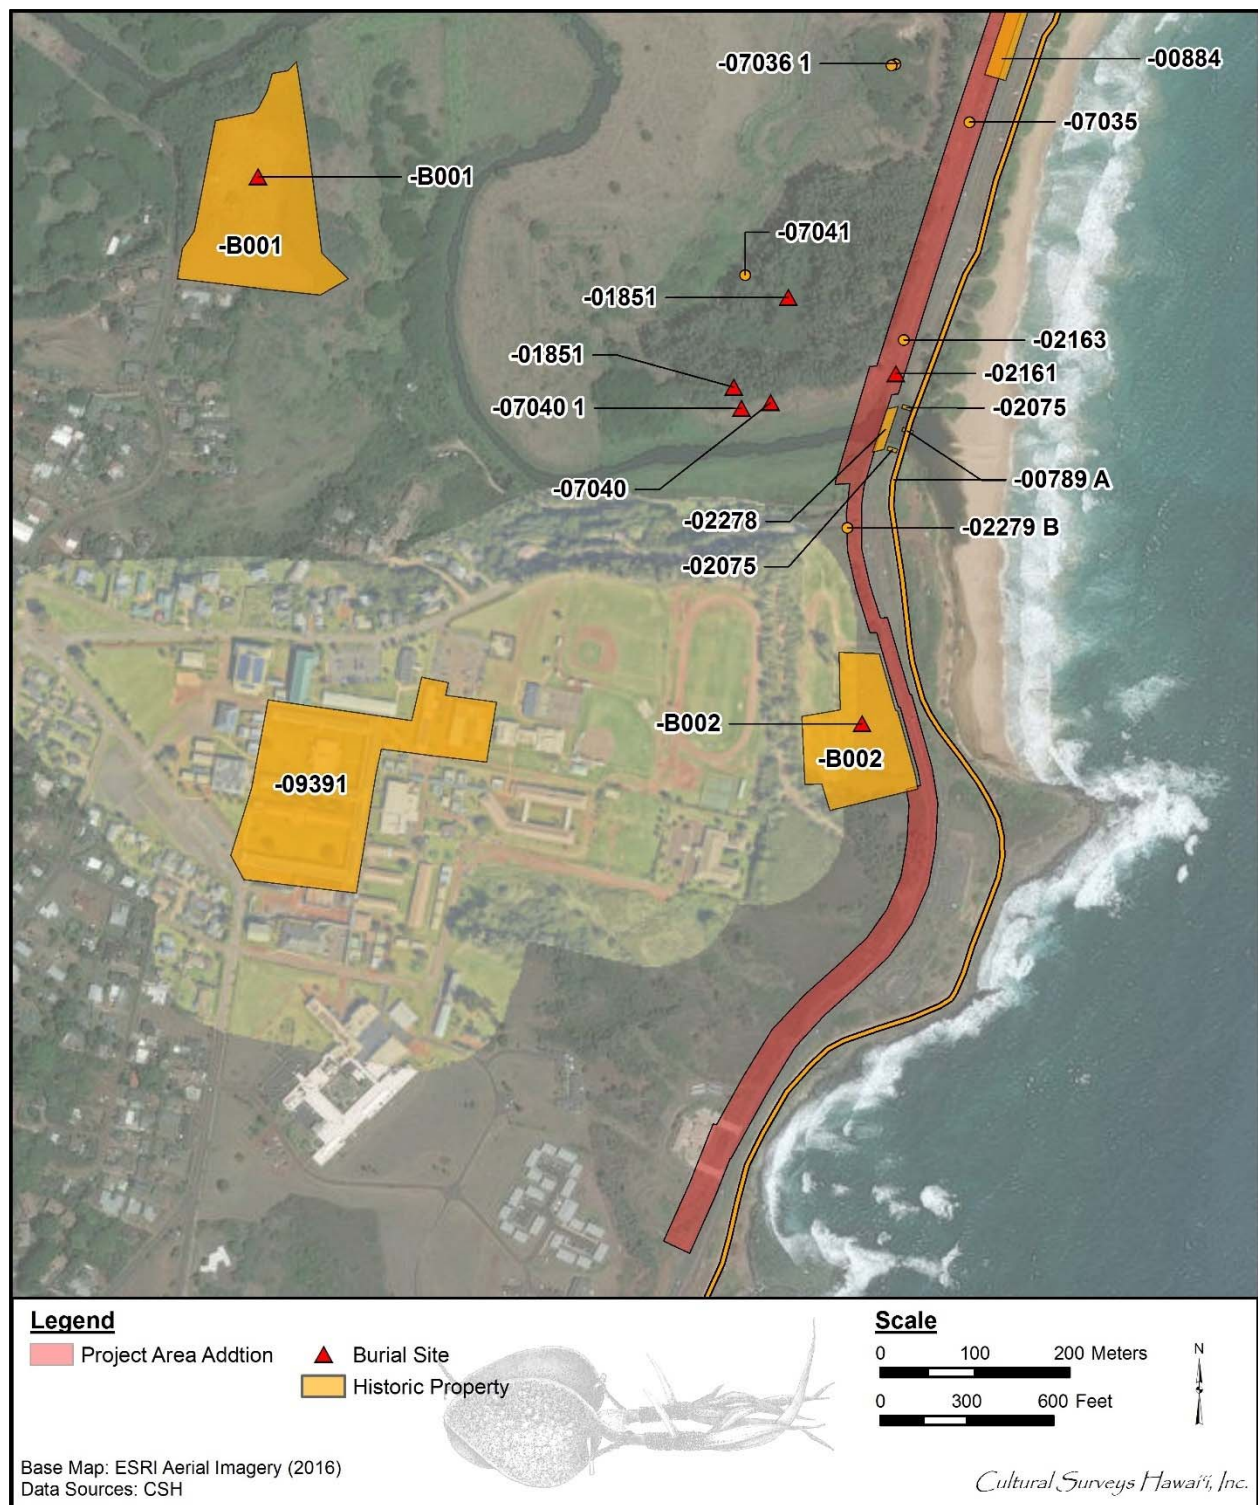 -07036 1
-00884
-07035
-B001
-B001
-07041
-01851
-02163
-01851
-02161
-07040 1
-02075
-00789 A
-07040
-02278
-02279 B
-02075
-B002
-B002
-09391
Legend
Project Area Addtion
Burial Site
Historic Property
Scale
0 100 200 Meters
0 300 600 Feet
N
Base Map: ESRI Aerial Imagery (2016)
Data Sources: CSH
Cultural Surveys Hawai‘i, Inc.